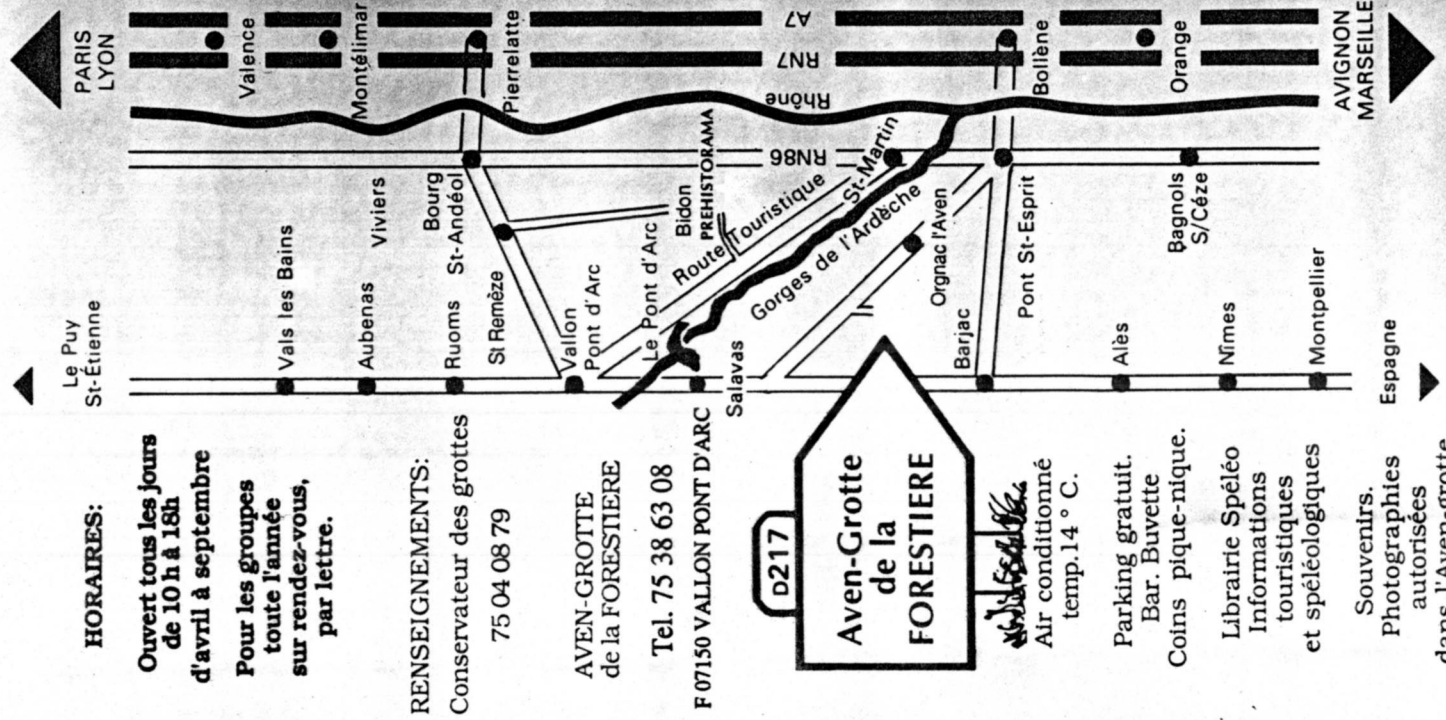 HORAIRES:
Ouvert tous les jours
de 10 h à 18h
d'avril à septembre
Pour les groupes
toute l'année
sur rendez-vous,
par lettre.
RENSEIGNEMENTS:
Conservateur des grottes
75 04 08 79
AVEN-GROTTE
de la FORESTIERE
Tel. 75 38 63 08
F 07150 VALLON PONT D'ARC
D217
Aven-Grotte
de la
FORESTIERE
Air conditionné
temp.14 ° C.
Parking gratuit.
Bar. Buvette
Coins pique-nique.
Librairie Spéléo
Informations
touristiques
et spéléologiques
Souvenirs.
Photographies
autorisées
dans l'Aven-grotte
Le Puy
St-Étienne
Vals les Bains
Aubenas
Ruoms
St Remèze
Vallon
Pont d'Arc
Le Pont d'Arc
Salavas
Barjac
Alès
Nîmes
Montpellier
Espagne
Viviers
Bourg
St-Andéol
Bidon
PREHISTORAMA
Route Touristique
Gorges de l'Ardèche
St-Martin
Orgnac l'Aven
Pont St-Esprit
Bagnols
S/Cèze
RN86
Rhône
PARIS
LYON
Valence
Montélimar
Pierrelatte
RN7
A7
Bollène
Orange
AVIGNON
MARSEILLE